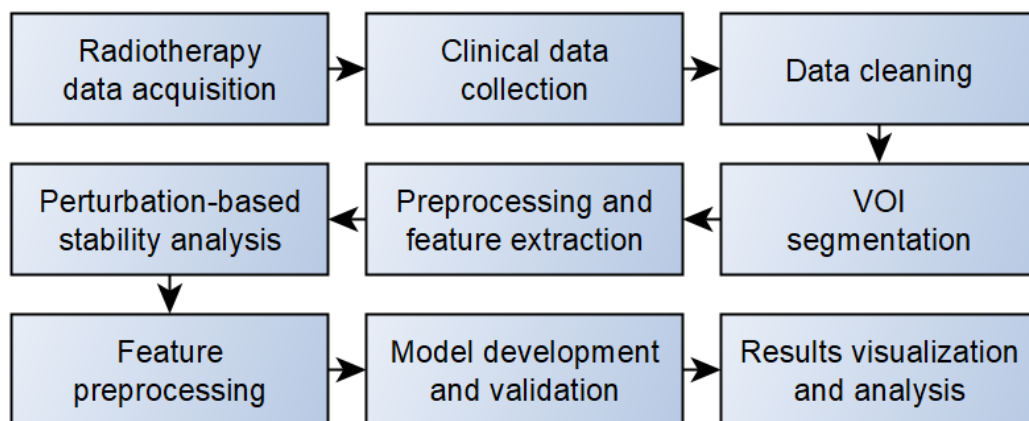 Radiotherapy
data acquisition
Clinical data
collection
Data cleaning
VOI
segmentation
Preprocessing and
feature extraction
Perturbation-based
stability analysis
Feature
preprocessing
Model development
and validation
Results visualization
and analysis